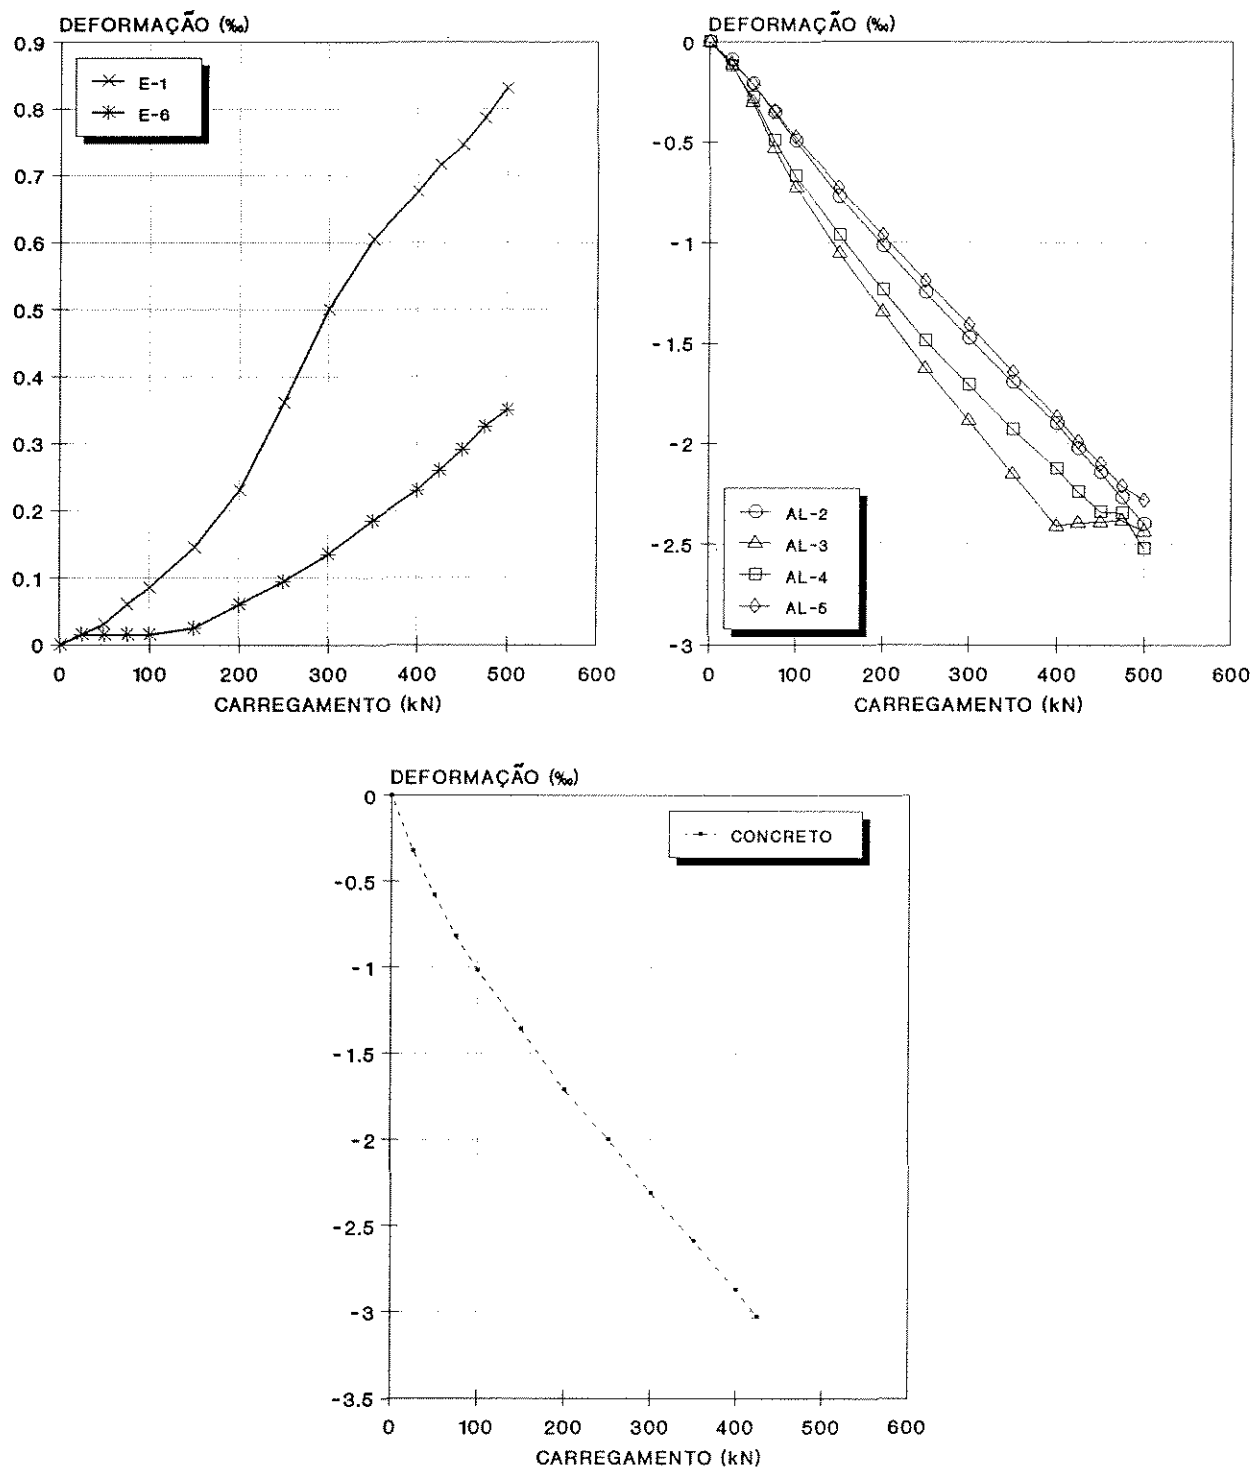 DEFORMAÇÃO (‰)
0.9
0.8
0.7
0.6
0.5
0.4
0.3
0.2
0.1
0
E-1
E-6
0 100 200 300 400 500 600
CARREGAMENTO (kN)
DEFORMAÇÃO (‰)
0
-0.5
-1
-1.5
-2
-2.5
-3
AL-2
AL-3
AL-4
AL-5
0 100 200 300 400 500 600
CARREGAMENTO (kN)
DEFORMAÇÃO (‰)
0
-0.5
-1
-1.5
-2
-2.5
-3
-3.5
CONCRETO
0 100 200 300 400 500 600
CARREGAMENTO (kN)